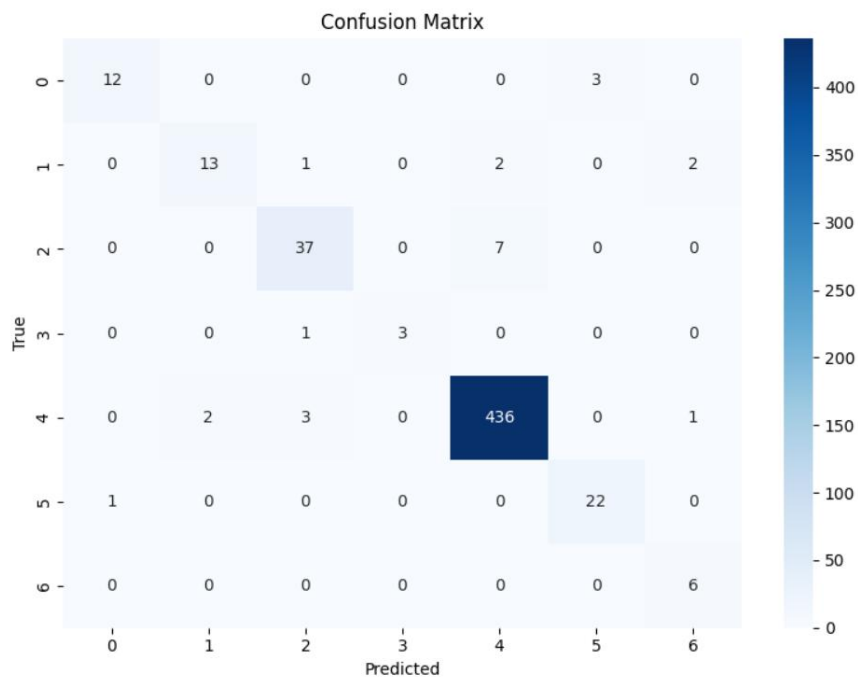 Confusion Matrix
0 12 0 0 0 0 3 0
1 0 13 1 0 2 0 2
2 0 0 37 0 7 0 0
3 0 0 1 3 0 0 0
4 0 2 3 0 436 0 1
5 1 0 0 0 0 22 0
6 0 0 0 0 0 0 6
0 1 2 3 4 5 6
True
Predicted
400
350
300
250
200
150
100
50
0